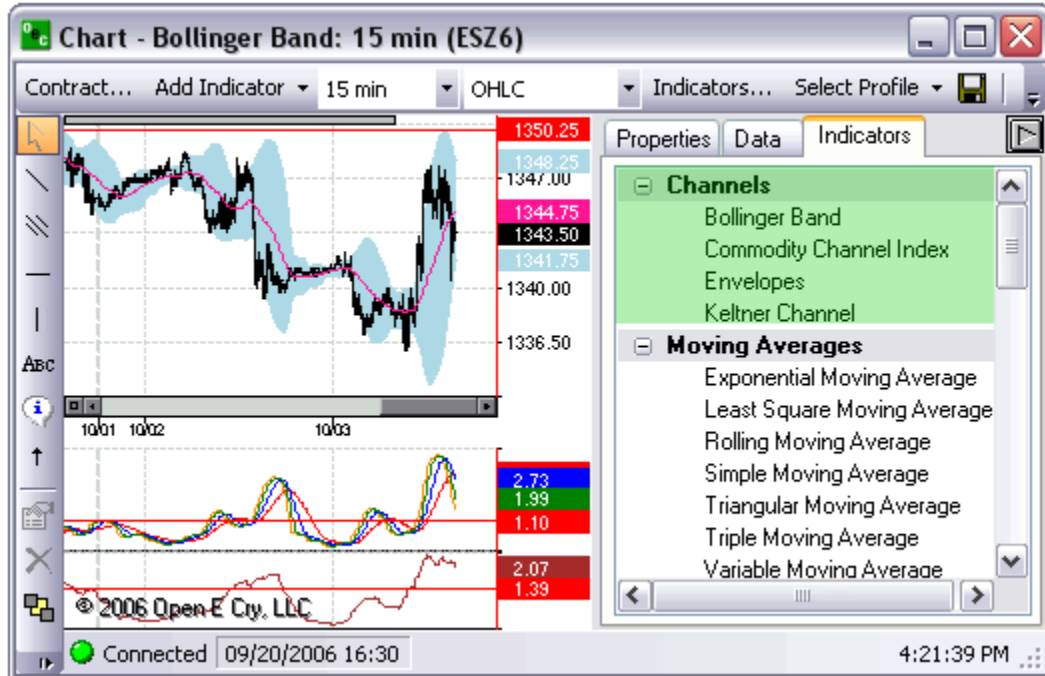 Oec Chart - Bollinger Band: 15 min (ESZ6)
Contract... Add Indicator 15 min OHLC Indicators... Select Profile
Properties Data Indicators
1350.25
1348.25
1347.00
1344.75
1343.50
1341.75
1340.00
1336.50
Channels
Bollinger Band
Commodity Channel Index
Envelopes
Keltner Channel
Moving Averages
Exponential Moving Average
Least Square Moving Average
Rolling Moving Average
Simple Moving Average
Triangular Moving Average
Triple Moving Average
Variable Moving Average
ABC
10/01 10/02 10/03
2.73
1.99
1.10
2.07
1.39
© 2006 Open E Cry, LLC
Connected 09/20/2006 16:30 4:21:39 PM